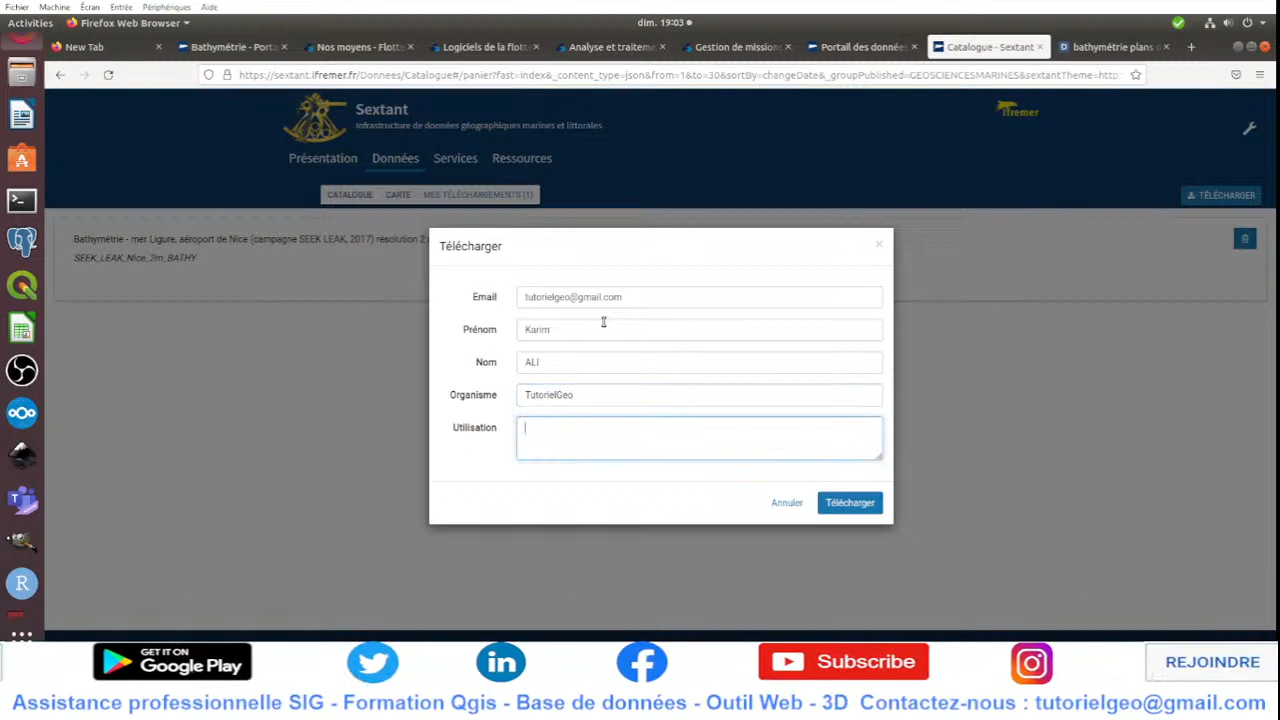 Fichier Machine Écran Entrée Périphériques Aide
Activities Firefox Web Browser dim. 19:03
New Tab Bathymétrie - Porta Nos moyens - Flotte Logiciels de la flott Analyse et traiteme Gestion de mission Portail des données Catalogue - Sextant bathymétrie plans d
https://sextant.ifremer.fr/Donnees/Catalogue#/panier?fast=index&_content_type=json&from=1&to=30&sortBy=changeDate&_groupPublished=GEOSCIENCESMARINES&sextantTheme=http
Sextant
Infrastructure de données géographiques marines et littorales
ifremer
Présentation Données Services Ressources
CATALOGUE CARTE MES TÉLÉCHARGEMENTS (1) TÉLÉCHARGER
Bathymétrie - mer Ligure, aéroport de Nice (campagne SEEK LEAK, 2017) résolution 2
SEEK_LEAK_Nice_2m_BATHY
Télécharger ×
Email tutorielgeo@gmail.com
Prénom Karim
Nom ALI
Organisme TutorielGeo
Utilisation
Annuler Télécharger
GET IT ON
Google Play
Subscribe
REJOINDRE
Assistance professionnelle SIG - Formation Qgis - Base de données - Outil Web - 3D Contactez-nous : tutorielgeo@gmail.com